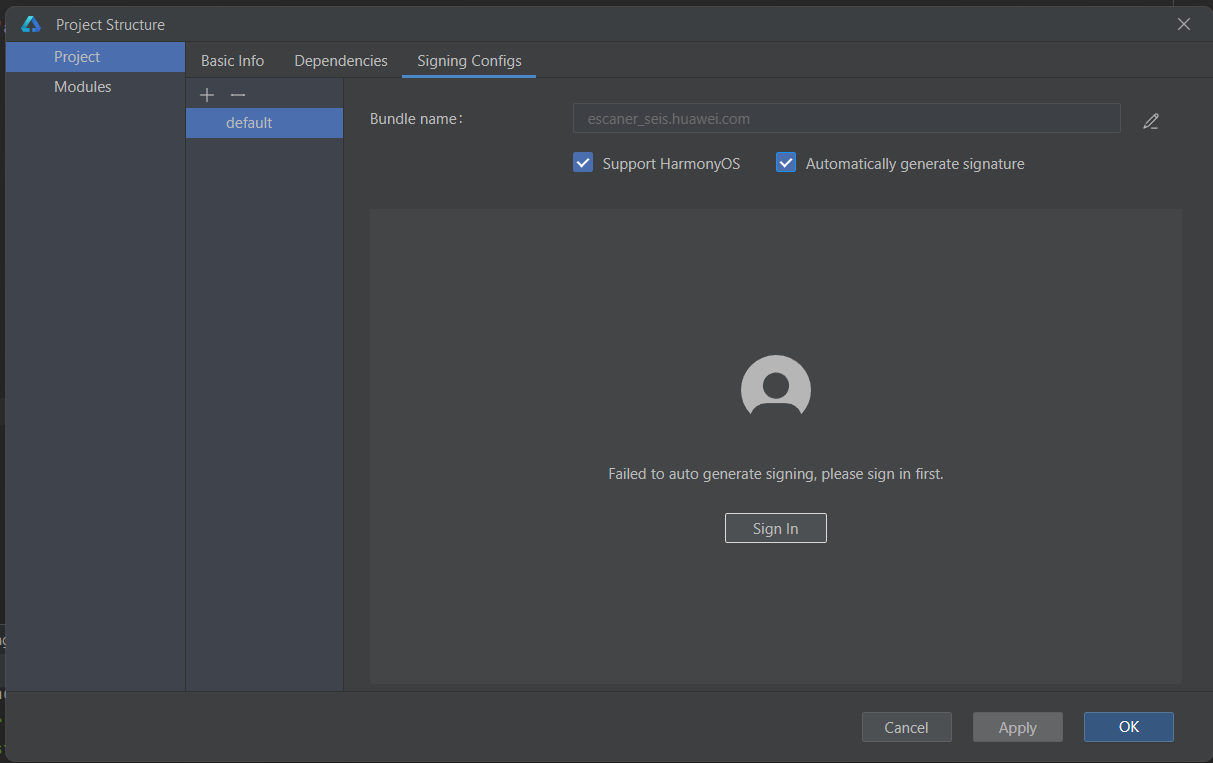 Project Structure
Project
Modules
Basic Info
Dependencies
Signing Configs
default
Bundle name:
escaner_seis.huawei.com
Support HarmonyOS
Automatically generate signature
Failed to auto generate signing, please sign in first.
Sign In
Cancel
Apply
OK